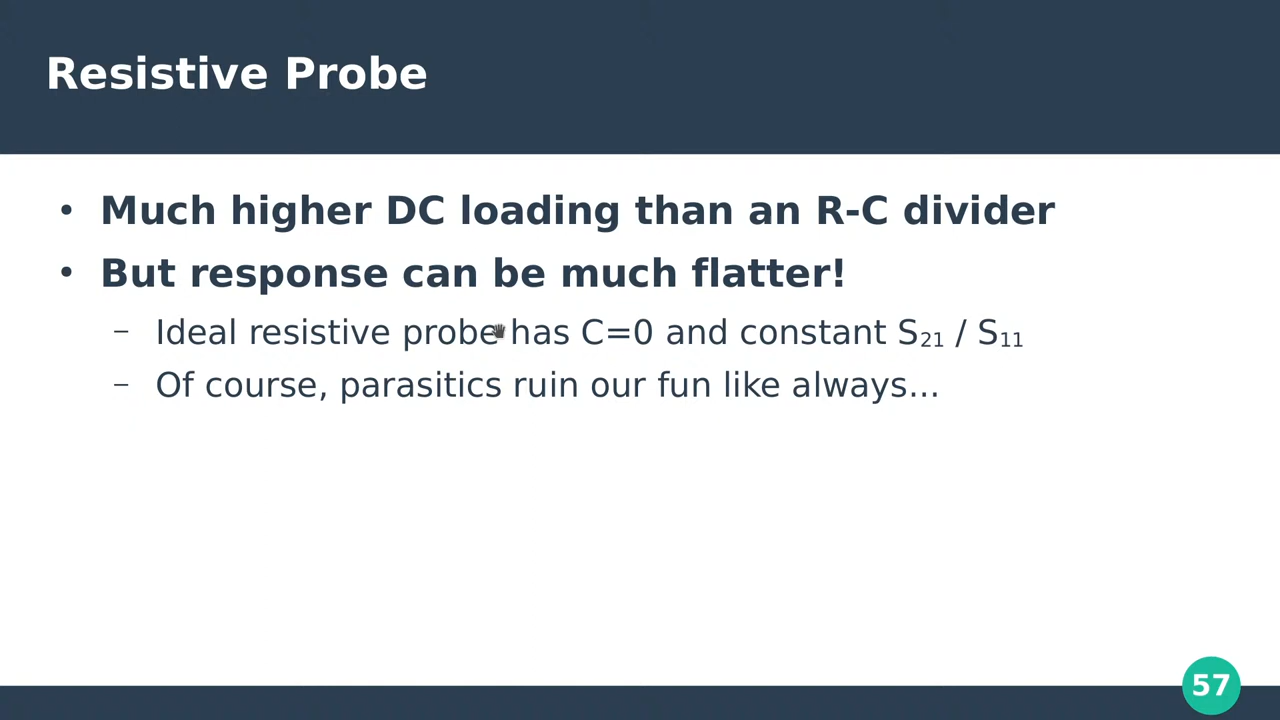 Resistive Probe
• Much higher DC loading than an R-C divider
• But response can be much flatter!
– Ideal resistive probe has C=0 and constant S₂₁ / S₁₁
– Of course, parasitics ruin our fun like always...
57